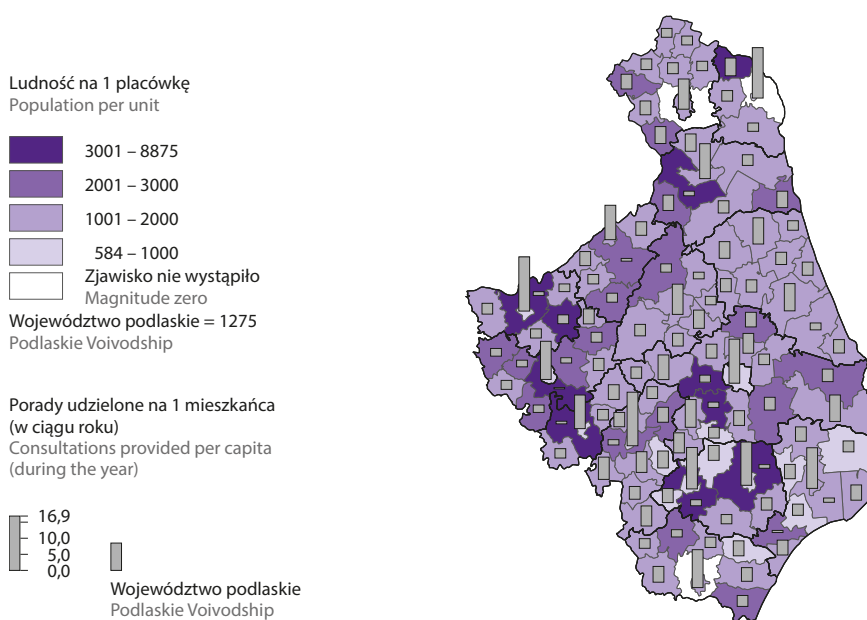 Ludność na 1 placówkę
Population per unit
3001 – 8875
2001 – 3000
1001 – 2000
584 – 1000
Zjawisko nie wystąpiło
Magnitude zero
Województwo podlaskie = 1275
Podlaskie Voivodship
Porady udzielone na 1 mieszkańca
(w ciągu roku)
Consultations provided per capita
(during the year)
16,9
10,0
5,0
0,0
Województwo podlaskie
Podlaskie Voivodship